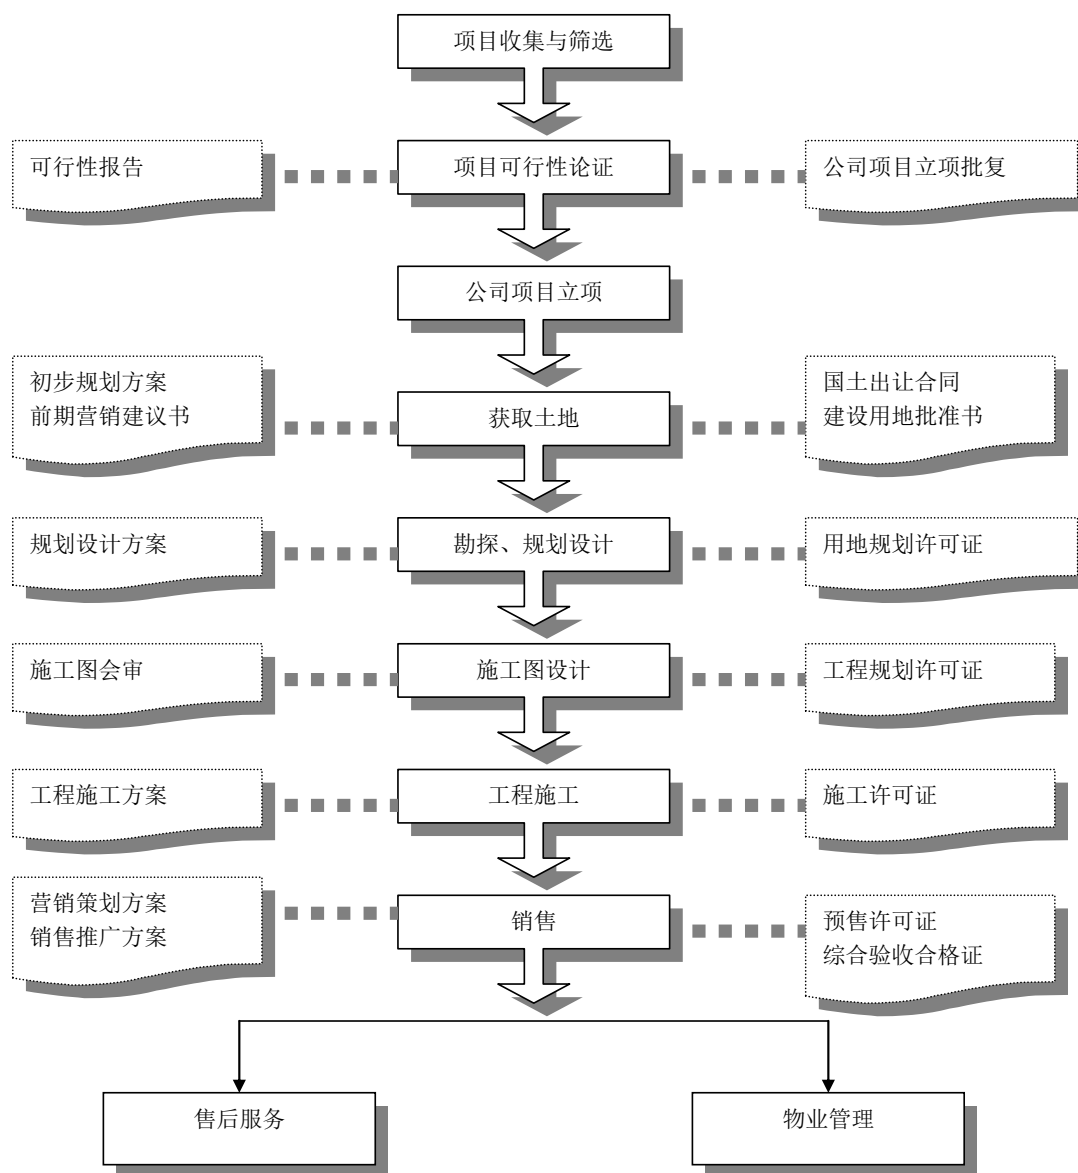 项目收集与筛选
可行性报告
项目可行性论证
公司项目立项批复
公司项目立项
初步规划方案
前期营销建议书
获取土地
国土出让合同
建设用地批准书
规划设计方案
勘探、规划设计
用地规划许可证
施工图会审
施工图设计
工程规划许可证
工程施工方案
工程施工
施工许可证
营销策划方案
销售推广方案
销售
预售许可证
综合验收合格证
售后服务
物业管理